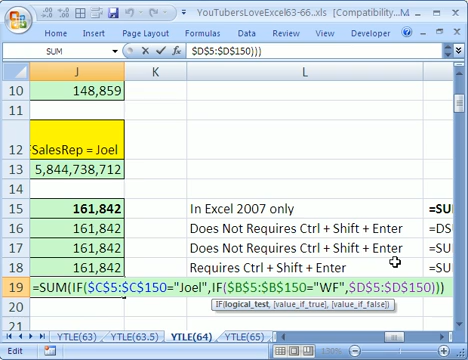 YouTubersLoveExcel63-66..xls [Compatibility...
Home Insert Page Layout Formulas Data Review View Developer
SUM $D$5:$D$150)))
J K L
10 148,859
11
12 SalesRep = Joel
13 5,844,738,712
14
15 161,842 In Excel 2007 only =SUM
16 161,842 Does Not Requires Ctrl + Shift + Enter =DS
17 161,842 Does Not Requires Ctrl + Shift + Enter =SU
18 161,842 Requires Ctrl + Shift + Enter =SU
19 =SUM(IF($C$5:$C$150="Joel",IF($B$5:$B$150="WF",$D$5:$D$150)))
IF(logical_test, [value_if_true], [value_if_false])
20
21
YTLE(63) YTLE(63.5) YTLE(64) YTLE(65)
Edit 130%